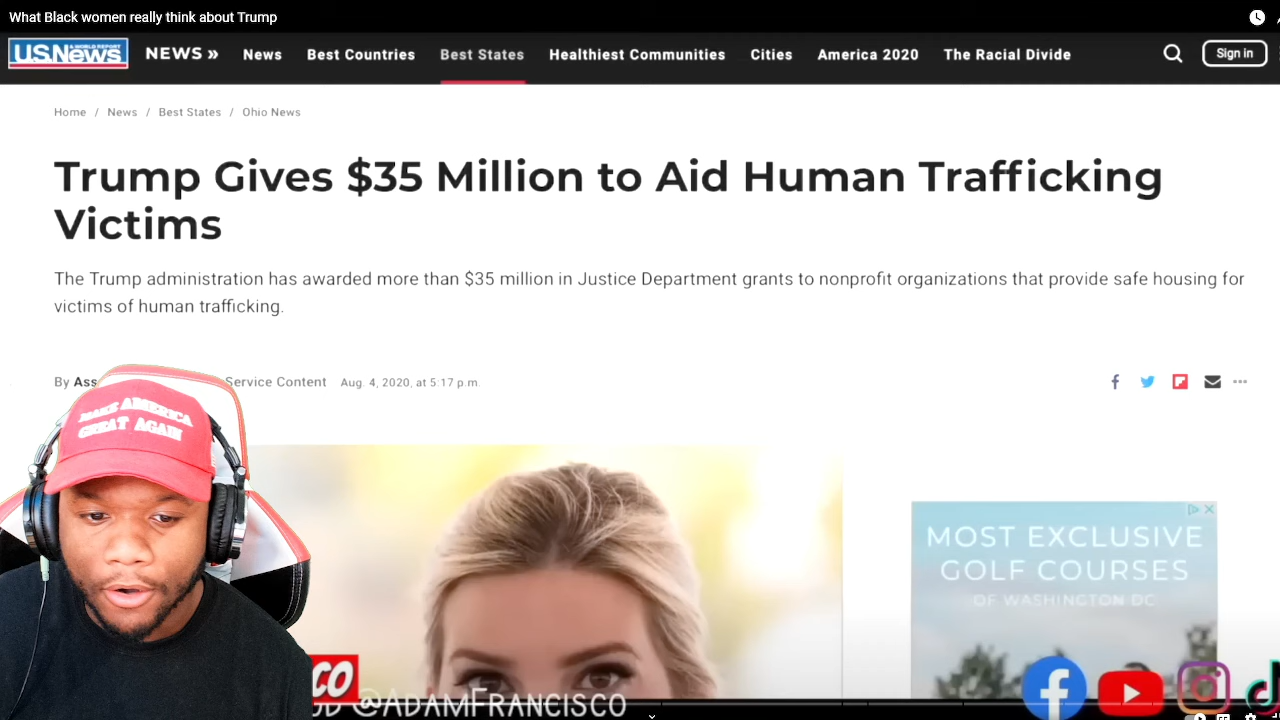 What Black women really think about Trump
U.S.News
& WORLD REPORT
NEWS »
News
Best Countries
Best States
Healthiest Communities
Cities
America 2020
The Racial Divide
Sign in
Home / News / Best States / Ohio News
Trump Gives $35 Million to Aid Human Trafficking
Victims
The Trump administration has awarded more than $35 million in Justice Department grants to nonprofit organizations that provide safe housing for
victims of human trafficking.
By Ass
Service Content
Aug. 4, 2020, at 5:17 p.m.
MAKE AMERICA
GREAT AGAIN
MOST EXCLUSIVE
GOLF COURSES
OF WASHINGTON DC
CO
@ADAMFRANCISCO